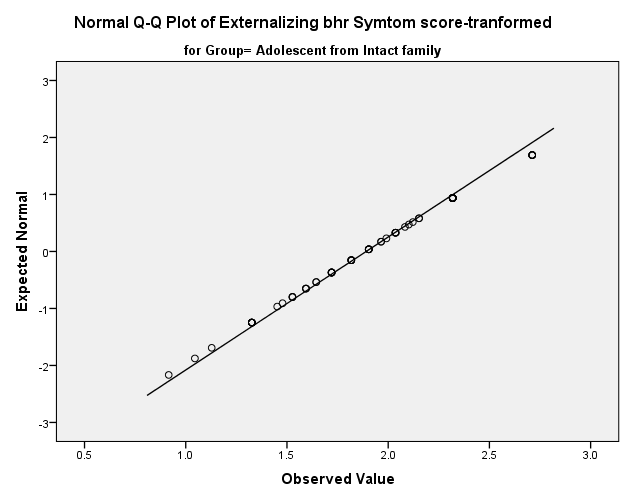 Normal Q-Q Plot of Externalizing bhr Symtom score-tranformed
for Group= Adolescent from Intact family
3
2
1
0
-1
-2
-3
Expected Normal
0.5 1.0 1.5 2.0 2.5 3.0
Observed Value